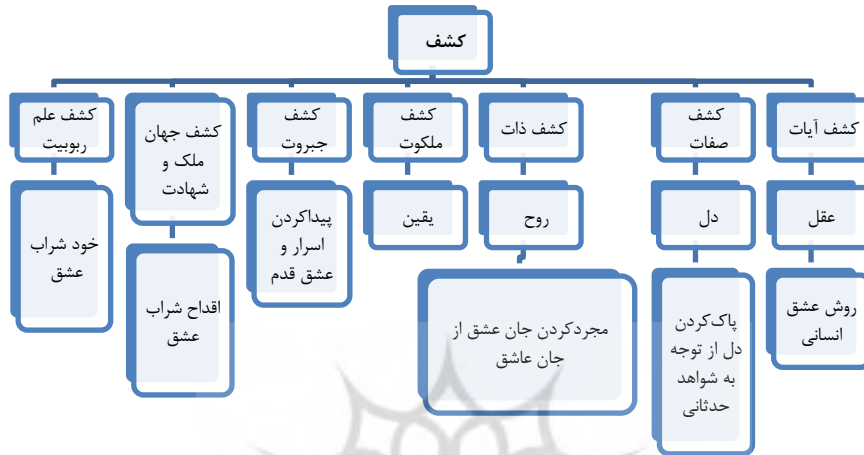 کشف
کشف آیات
عقل
روش عشق
انسانی
کشف
صفات
دل
پاک‌کردن
دل از توجه
به شواهد
حدثانی
کشف ذات
روح
مجردکردن جان عشق از
جان عاشق
کشف
ملکوت
یقین
کشف
جبروت
پیداکردن
اسرار و
عشق قدم
کشف جهان
ملک و
شهادت
اقداح شراب
عشق
کشف علم
ربوبیت
خود شراب
عشق